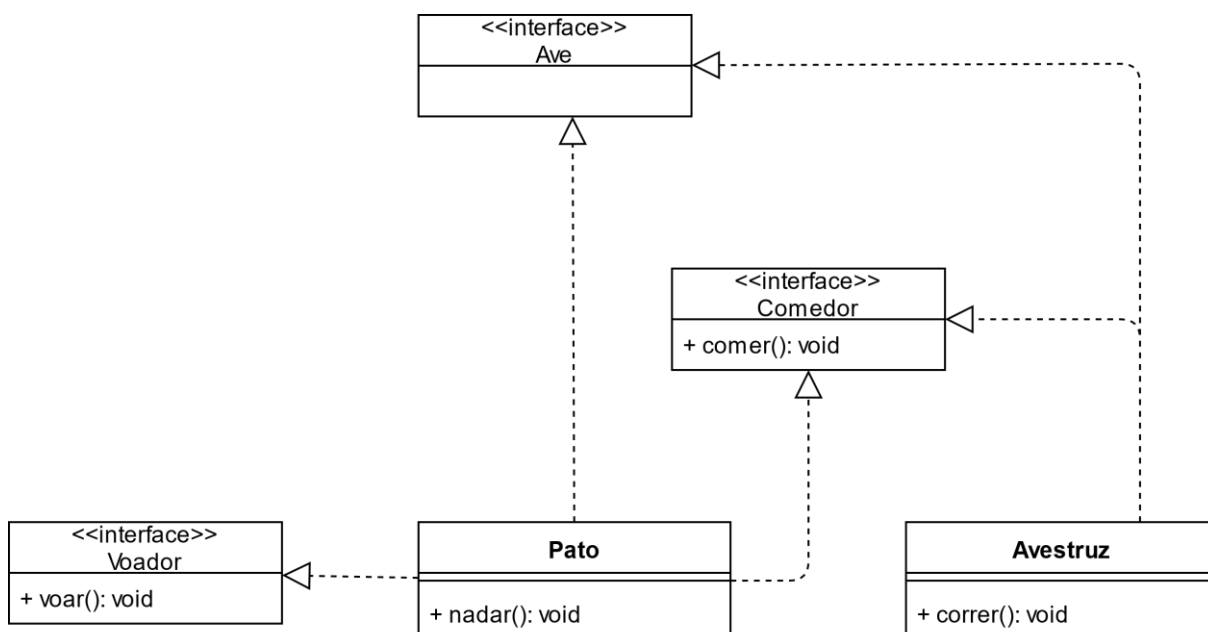 <<interface>>
Ave
<<interface>>
Comedor
+ comer(): void
<<interface>>
Voador
+ voar(): void
Pato
+ nadar(): void
Avestruz
+ correr(): void